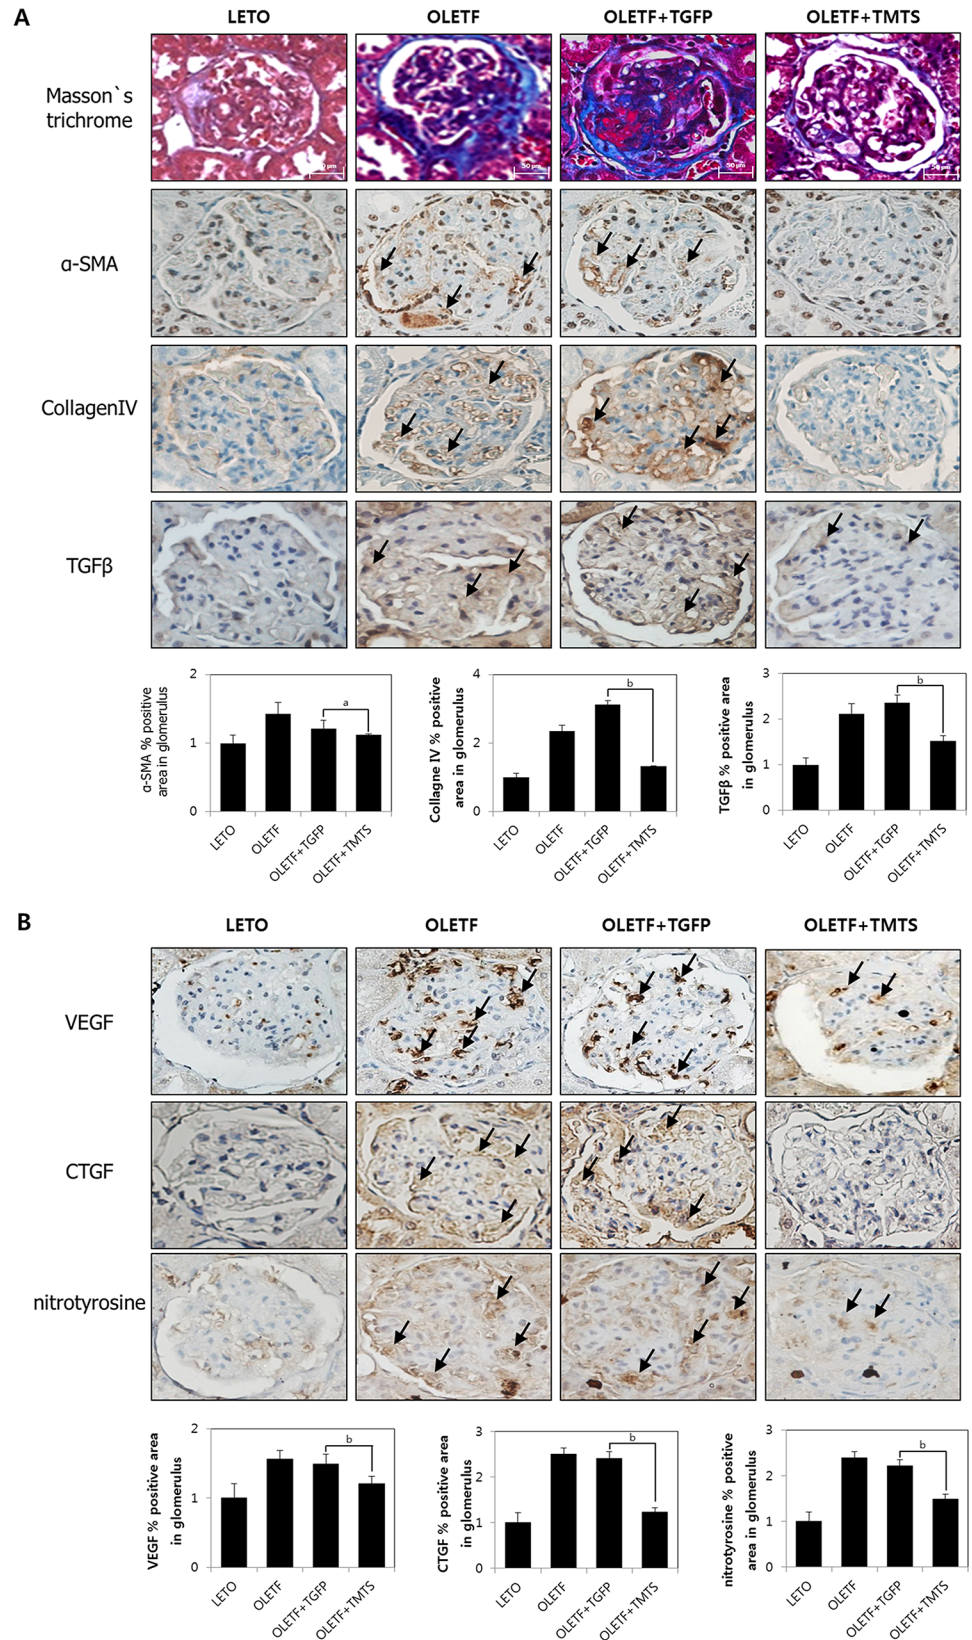 A
LETO OLETF OLETF+TGFP OLETF+TMTS
Masson`s
trichrome
50 µm
50 µm
α-SMA
CollagenIV
TGFβ
α-SMA % positive
area in glomerulus
2
1
0
a
LETO
OLETF
OLETF+TGFP
OLETF+TMTS
Collagne IV % positive
area in glomerulus
4
2
0
b
LETO
OLETF
OLETF+TGFP
OLETF+TMTS
TGFβ % positive area
in glomerulus
3
2
1
0
b
LETO
OLETF
OLETF+TGFP
OLETF+TMTS
B
LETO OLETF OLETF+TGFP OLETF+TMTS
VEGF
CTGF
nitrotyrosine
VEGF % positive area
in glomerulus
2
1
0
b
LETO
OLETF
OLETF+TGFP
OLETF+TMTS
CTGF % positive area
in glomerulus
3
2
1
0
b
LETO
OLETF
OLETF+TGFP
OLETF+TMTS
nitrotyrosine % positive
area in glomerulus
3
2
1
0
b
LETO
OLETF
OLETF+TGFP
OLETF+TMTS